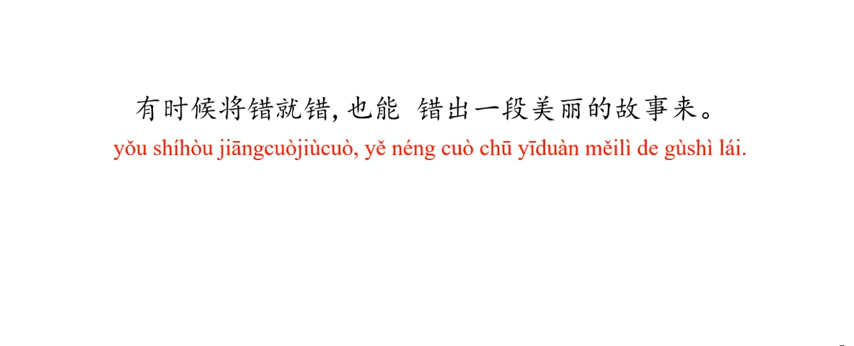 有时候将错就错,也能 错出一段美丽的故事来。
yǒu shíhòu jiāngcuòjiùcuò, yě néng cuò chū yīduàn měilì de gùshì lái.